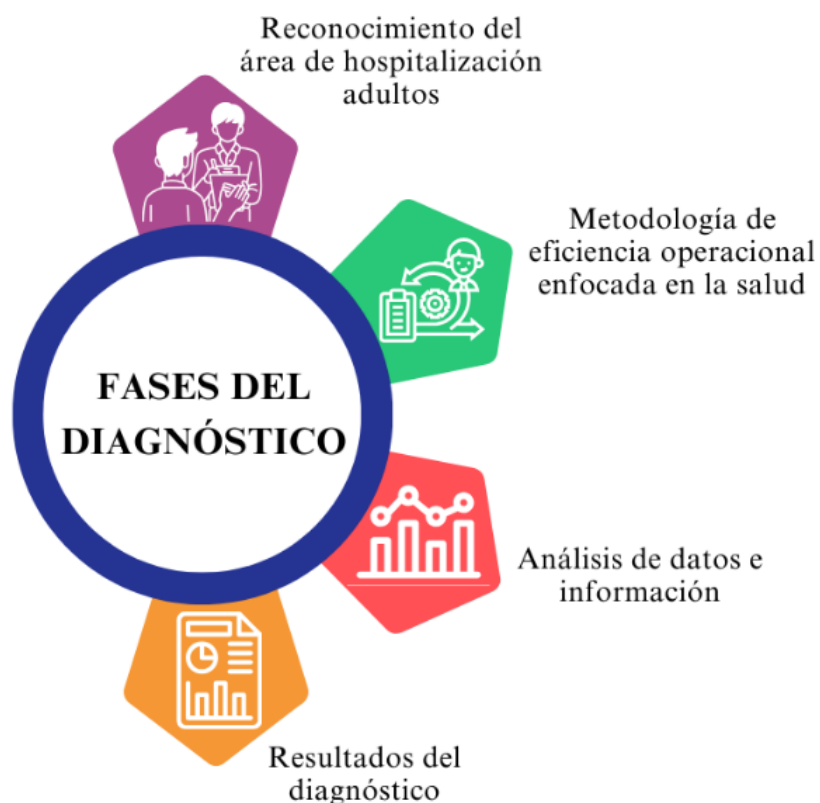 Reconocimiento del
área de hospitalización
adultos
Metodología de
eficiencia operacional
enfocada en la salud
FASES DEL
DIAGNÓSTICO
Análisis de datos e
información
Resultados del
diagnóstico